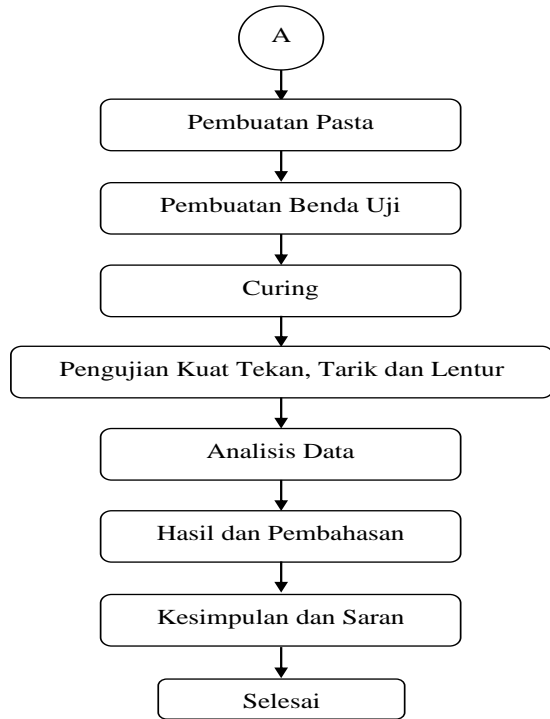 A
Pembuatan Pasta
Pembuatan Benda Uji
Curing
Pengujian Kuat Tekan, Tarik dan Lentur
Analisis Data
Hasil dan Pembahasan
Kesimpulan dan Saran
Selesai